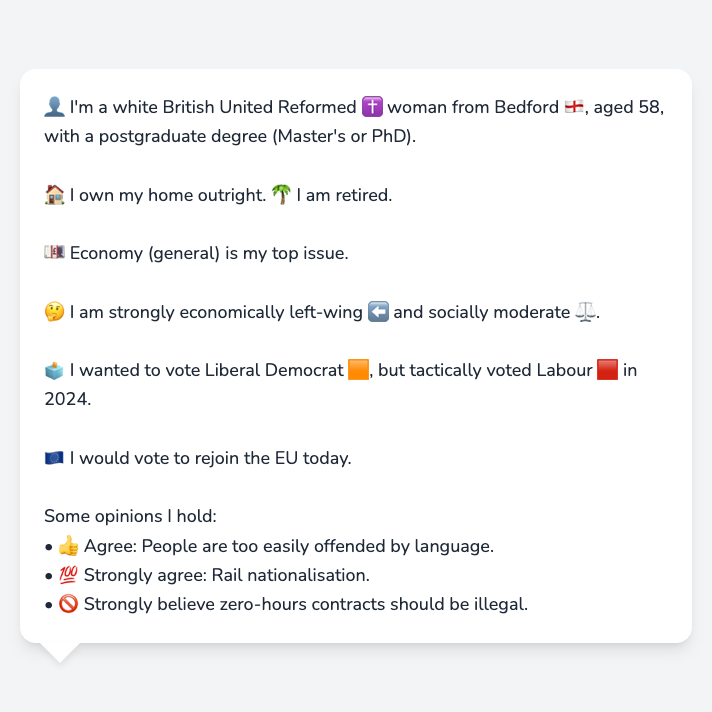 👤 I'm a white British United Reformed ✝️ woman from Bedford 🏴󠁧󠁢󠁥󠁮󠁧󠁿, aged 58,
with a postgraduate degree (Master's or PhD).
🏠 I own my home outright. 🌴 I am retired.
💷 Economy (general) is my top issue.
🤔 I am strongly economically left-wing ⬅️ and socially moderate ⚖️.
🗳️ I wanted to vote Liberal Democrat 🟧, but tactically voted Labour 🟥 in
2024.
🇪🇺 I would vote to rejoin the EU today.
Some opinions I hold:
• 👍 Agree: People are too easily offended by language.
• 💯 Strongly agree: Rail nationalisation.
• 🚫 Strongly believe zero-hours contracts should be illegal.